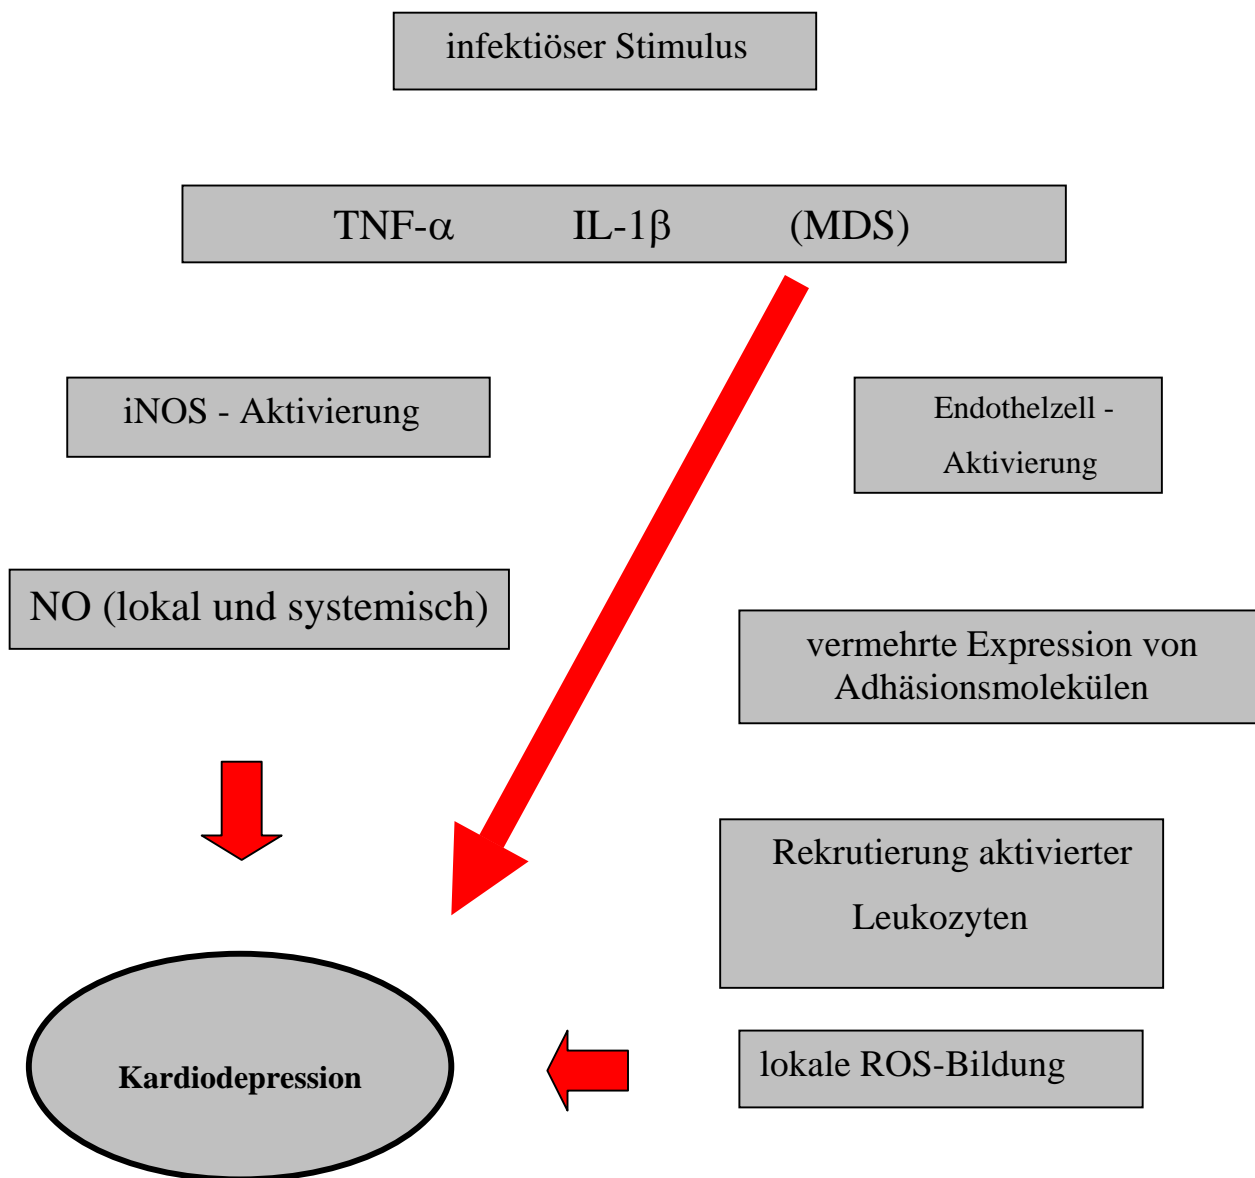 infektiöser Stimulus
TNF-α IL-1β (MDS)
iNOS - Aktivierung
Endothelzell -
Aktivierung
NO (lokal und systemisch)
vermehrte Expression von
Adhäsionsmolekülen
Rekrutierung aktivierter
Leukozyten
Kardiodepression
lokale ROS-Bildung